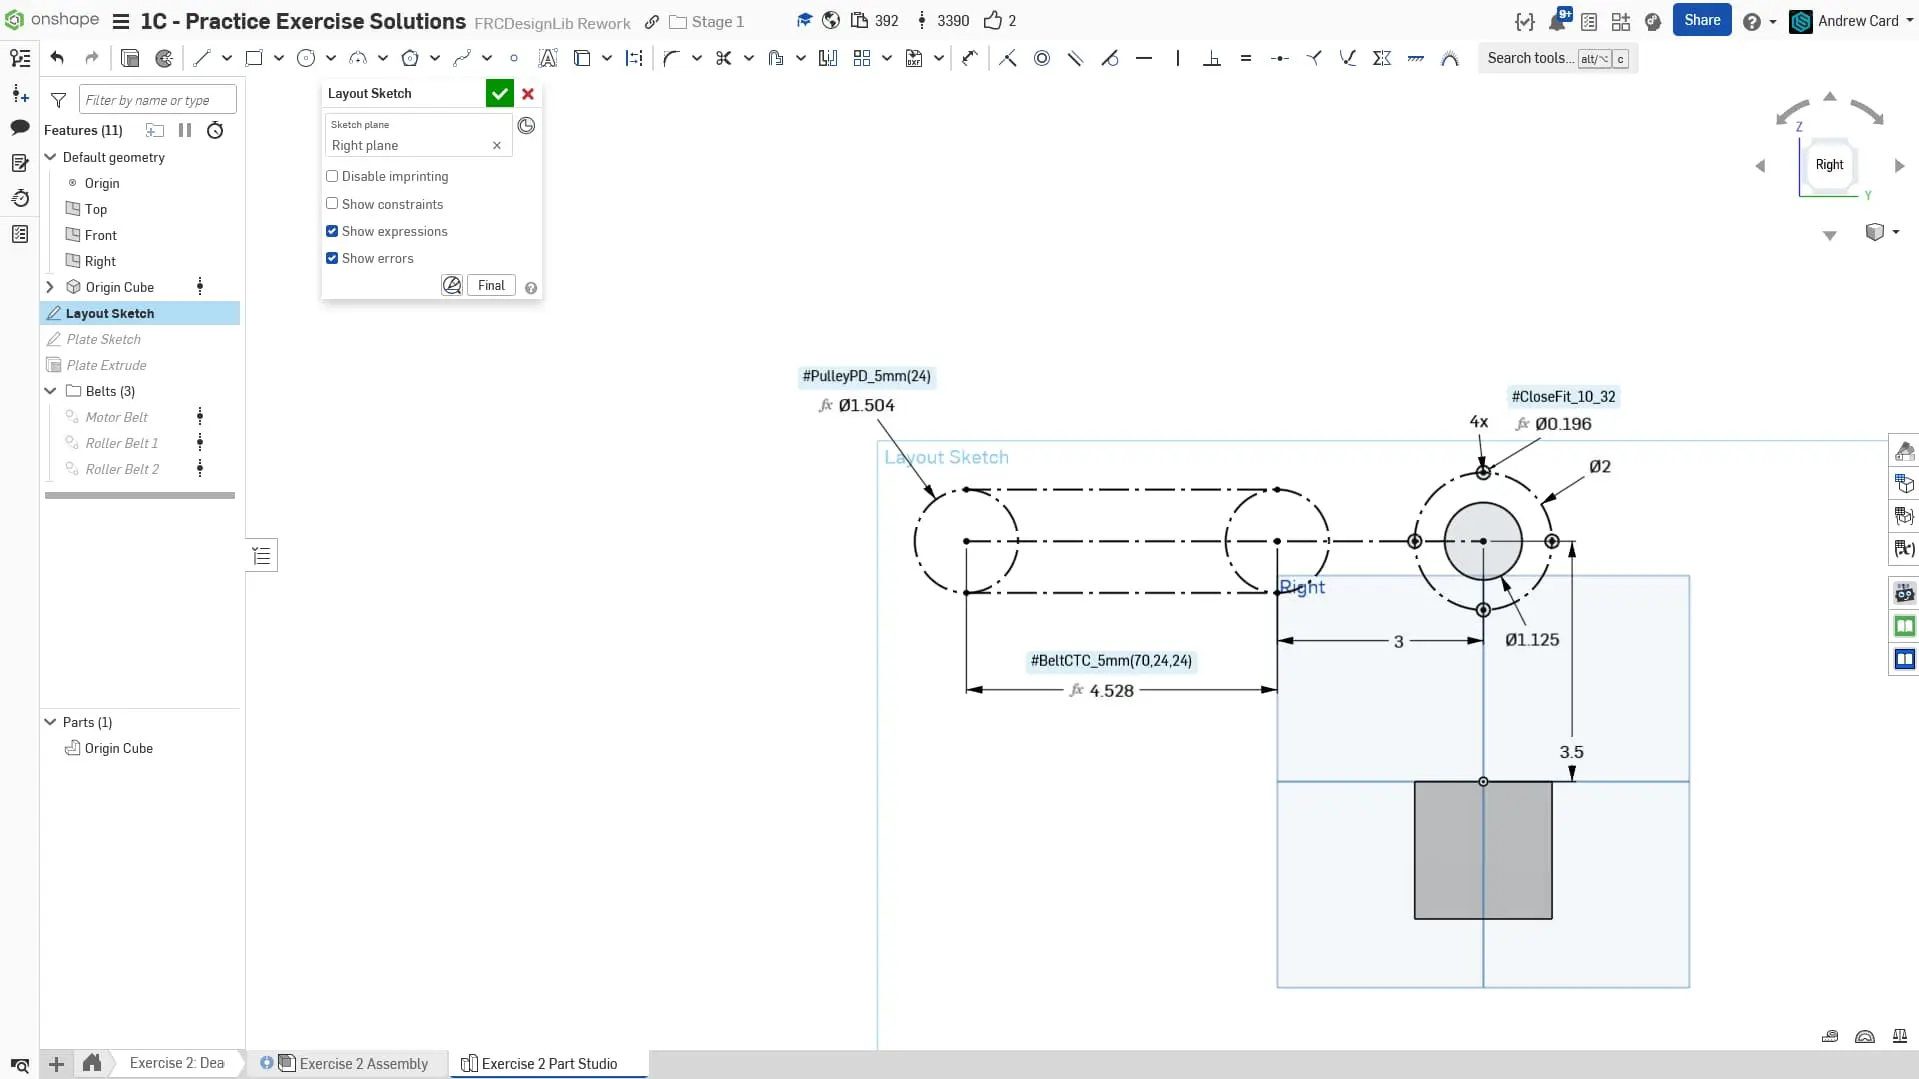 onshape
1C - Practice Exercise Solutions
FRCDesignLib Rework
Stage 1
392
3390
2
9+
Share
Andrew Card
Search tools... alt/⌥ c
Filter by name or type
Features (11)
Default geometry
Origin
Top
Front
Right
Origin Cube
Layout Sketch
Plate Sketch
Plate Extrude
Belts (3)
Motor Belt
Roller Belt 1
Roller Belt 2
Parts (1)
Origin Cube
Layout Sketch
Sketch plane
Right plane
Disable imprinting
Show constraints
Show expressions
Show errors
Final
Z
Right
Y
#PulleyPD_5mm(24)
fx Ø1.504
#CloseFit_10_32
4x
fx Ø0.196
Layout Sketch
Ø2
Right
3
Ø1.125
#BeltCTC_5mm(70,24,24)
fx 4.528
3.5
Exercise 2: Dea
Exercise 2 Assembly
Exercise 2 Part Studio